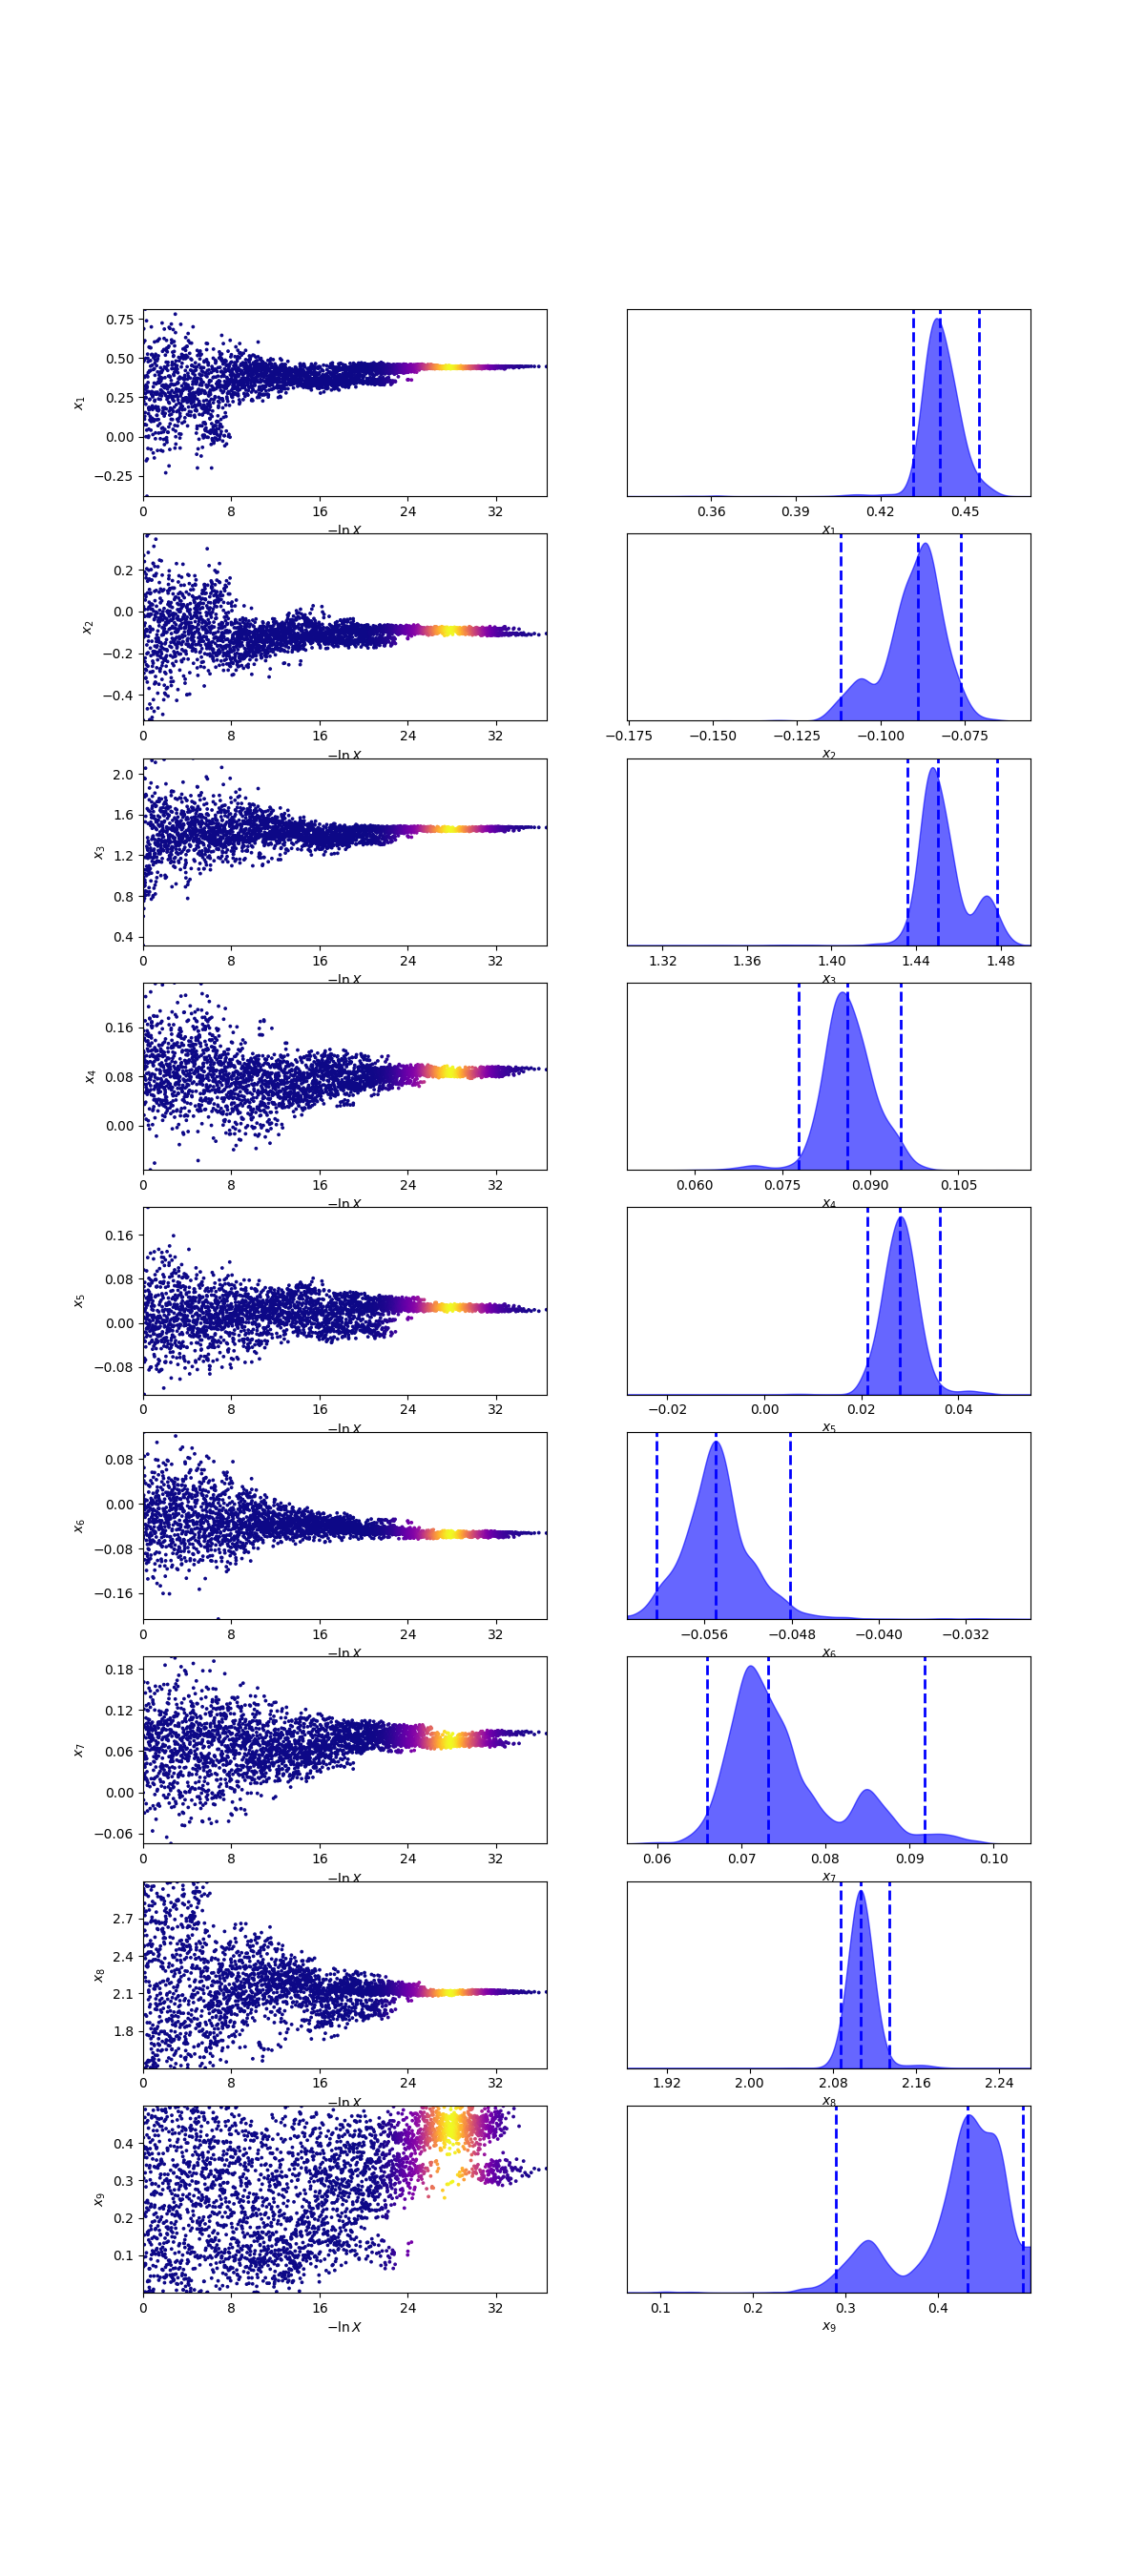 0.75
0.50
0.25
0.00
−0.25
x₁
0 8 16 24 32
−ln X
0.36 0.39 0.42 0.45
x₁
0.2
0.0
−0.2
−0.4
x₂
0 8 16 24 32
−ln X
−0.175 −0.150 −0.125 −0.100 −0.075
x₂
2.0
1.6
1.2
0.8
0.4
x₃
0 8 16 24 32
−ln X
1.32 1.36 1.40 1.44 1.48
x₃
0.16
0.08
0.00
x₄
0 8 16 24 32
−ln X
0.060 0.075 0.090 0.105
x₄
0.16
0.08
0.00
−0.08
x₅
0 8 16 24 32
−ln X
−0.02 0.00 0.02 0.04
x₅
0.08
0.00
−0.08
−0.16
x₆
0 8 16 24 32
−ln X
−0.056 −0.048 −0.040 −0.032
x₆
0.18
0.12
0.06
0.00
−0.06
x₇
0 8 16 24 32
−ln X
0.06 0.07 0.08 0.09 0.10
x₇
2.7
2.4
2.1
1.8
x₈
0 8 16 24 32
−ln X
1.92 2.00 2.08 2.16 2.24
x₈
0.4
0.3
0.2
0.1
x₉
0 8 16 24 32
−ln X
0.1 0.2 0.3 0.4
x₉